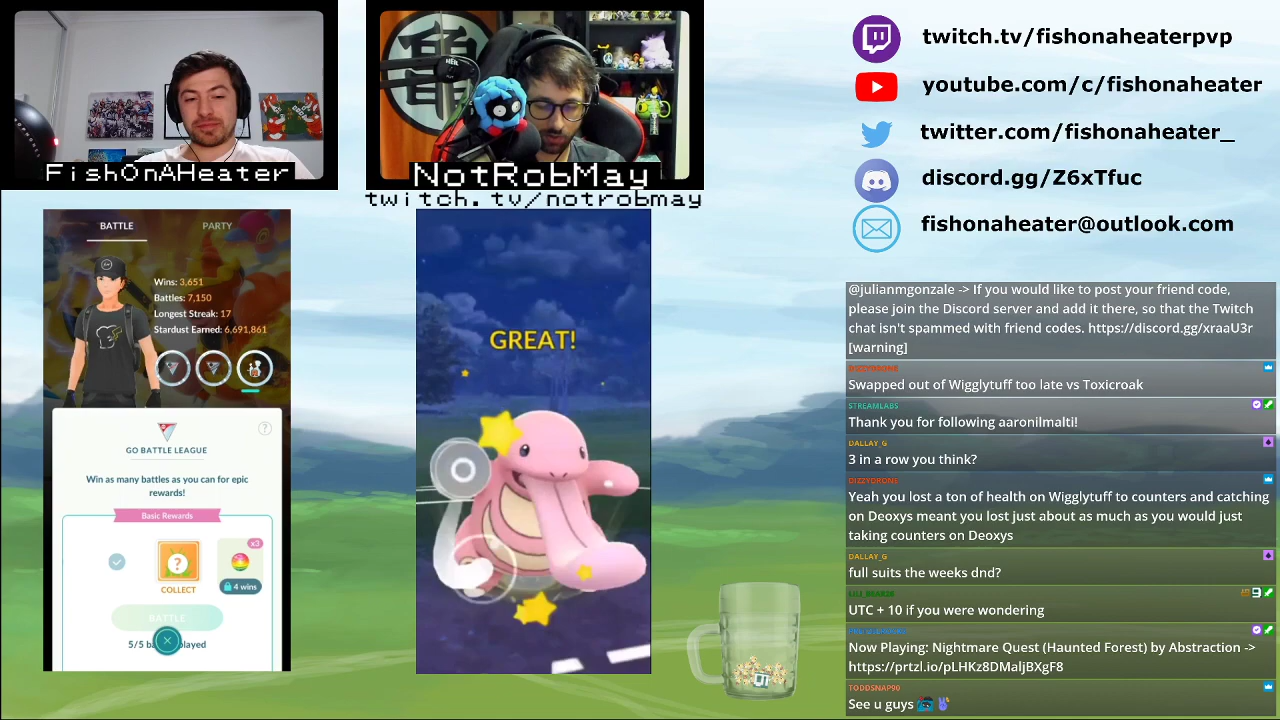 FishOnAHeater
NotRobMay
twitch.tv/notrobmay
twitch.tv/fishonaheaterpvp
youtube.com/c/fishonaheater
twitter.com/fishonaheater_
discord.gg/Z6xTfuc
fishonaheater@outlook.com
BATTLE
PARTY
Wins: 3,651
Battles: 7,150
Longest Streak: 17
Stardust Earned: 6,691,861
GO BATTLE LEAGUE
?
Win as many battles as you can for epic
rewards!
Basic Rewards
?
x3
COLLECT
4 wins
BATTLE
5/5
played
GREAT!
亀
@julianmgonzale -> If you would like to post your friend code,
please join the Discord server and add it there, so that the Twitch
chat isn't spammed with friend codes. https://discord.gg/xraaU3r
[warning]
DIZZYDRONE
Swapped out of Wigglytuff too late vs Toxicroak
STREAMLABS
Thank you for following aaronilmalti!
DALLAY_G
3 in a row you think?
DIZZYDRONE
Yeah you lost a ton of health on Wigglytuff to counters and catching
on Deoxys meant you lost just about as much as you would just
taking counters on Deoxys
DALLAY_G
full suits the weeks dnd?
UTC + 10 if you were wondering
Now Playing: Nightmare Quest (Haunted Forest) by Abstraction ->
https://prtzl.io/pLHKz8DMaljBXgF8
TODDSNAP90
See u guys